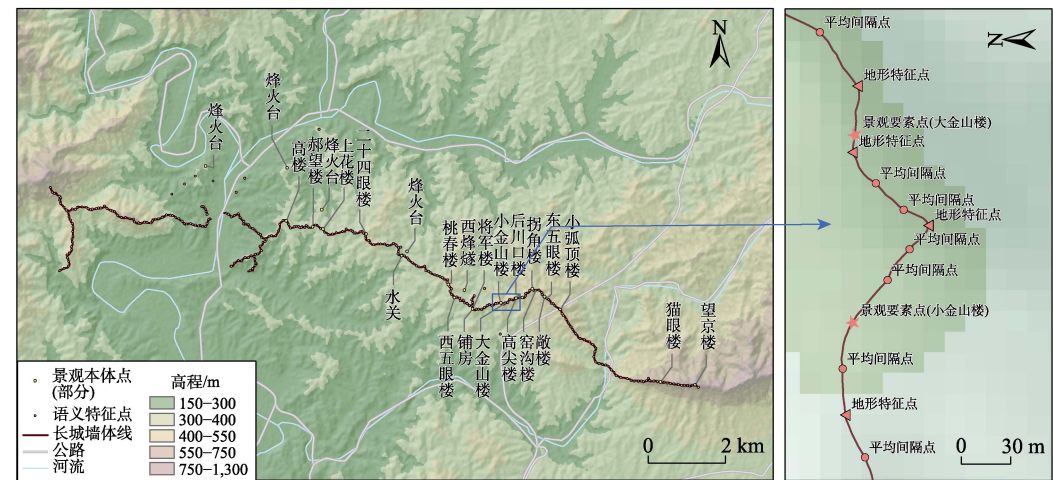 N
烽火台
烽火台
高楼
郝望楼
烽火台
上花楼
二十四眼楼
烽火台
桃春楼
西烽燧
将军楼
小金山楼
后川口楼
拐角楼
东五眼楼
小弧顶楼
水关
西五眼楼
铺房
大金山楼
高尖楼
窑沟楼
敞楼
猫眼楼
望京楼
景观本体点
(部分)
语义特征点
长城墙体线
公路
河流
高程/m
150−300
300−400
400−550
550−750
750−1,300
0 2 km
N
平均间隔点
地形特征点
景观要素点(大金山楼)
地形特征点
平均间隔点
平均间隔点
地形特征点
平均间隔点
平均间隔点
景观要素点(小金山楼)
平均间隔点
地形特征点
平均间隔点
0 30 m